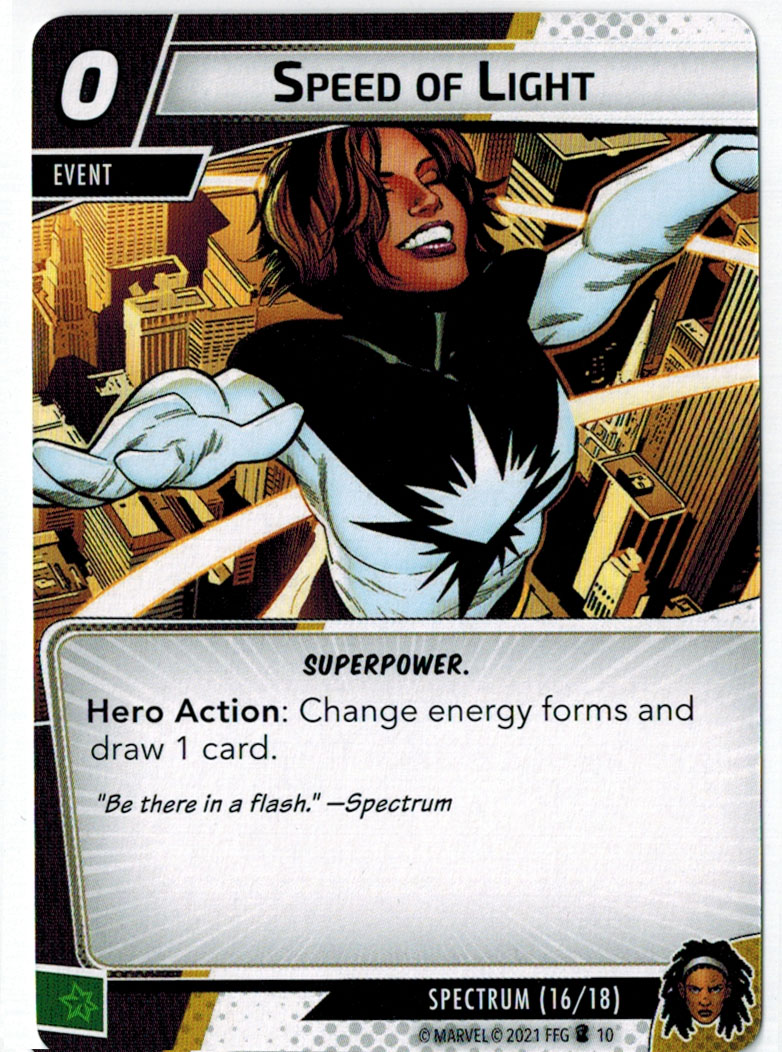 0
SPEED OF LIGHT
EVENT
SUPERPOWER.
Hero Action: Change energy forms and
draw 1 card.
"Be there in a flash." —Spectrum
SPECTRUM (16/18)
© MARVEL © 2021 FFG 10